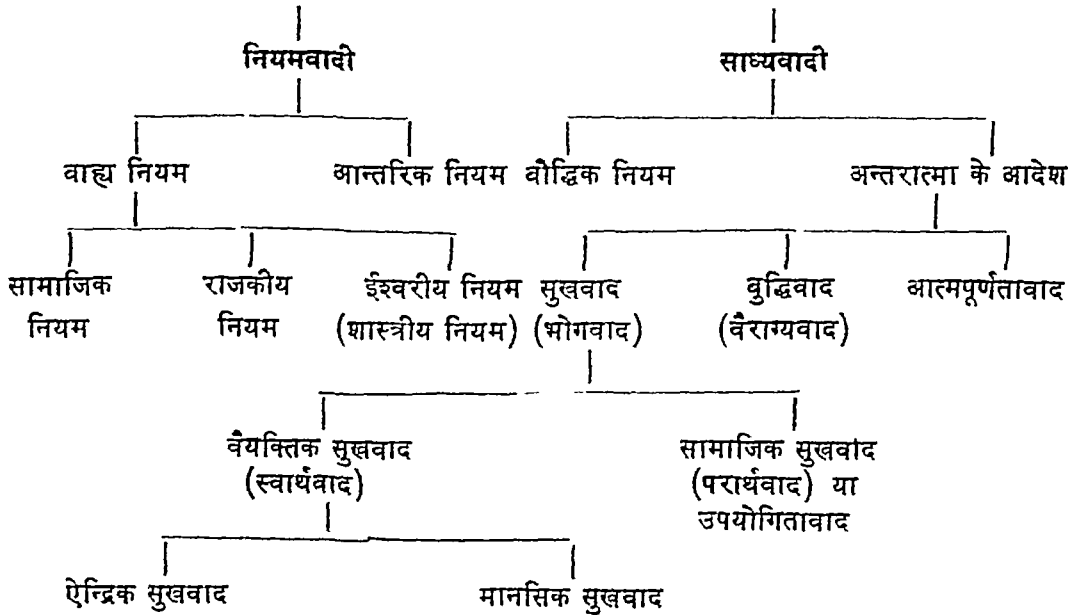 नियमवादी साध्यवादी
वाह्य नियम आन्तरिक नियम वौद्धिक नियम अन्तरात्मा के आदेश
सामाजिक राजकीय ईश्वरीय नियम सुखवाद वुद्धिवाद आत्मपूर्णतावाद
नियम नियम (शास्त्रीय नियम) (भोगवाद) (वैराग्यवाद)
वैयक्तिक सुखवाद सामाजिक सुखवाद
(स्वार्थवाद) (परार्थवाद) या
उपयोगितावाद
ऐन्द्रिक सुखवाद मानसिक सुखवाद